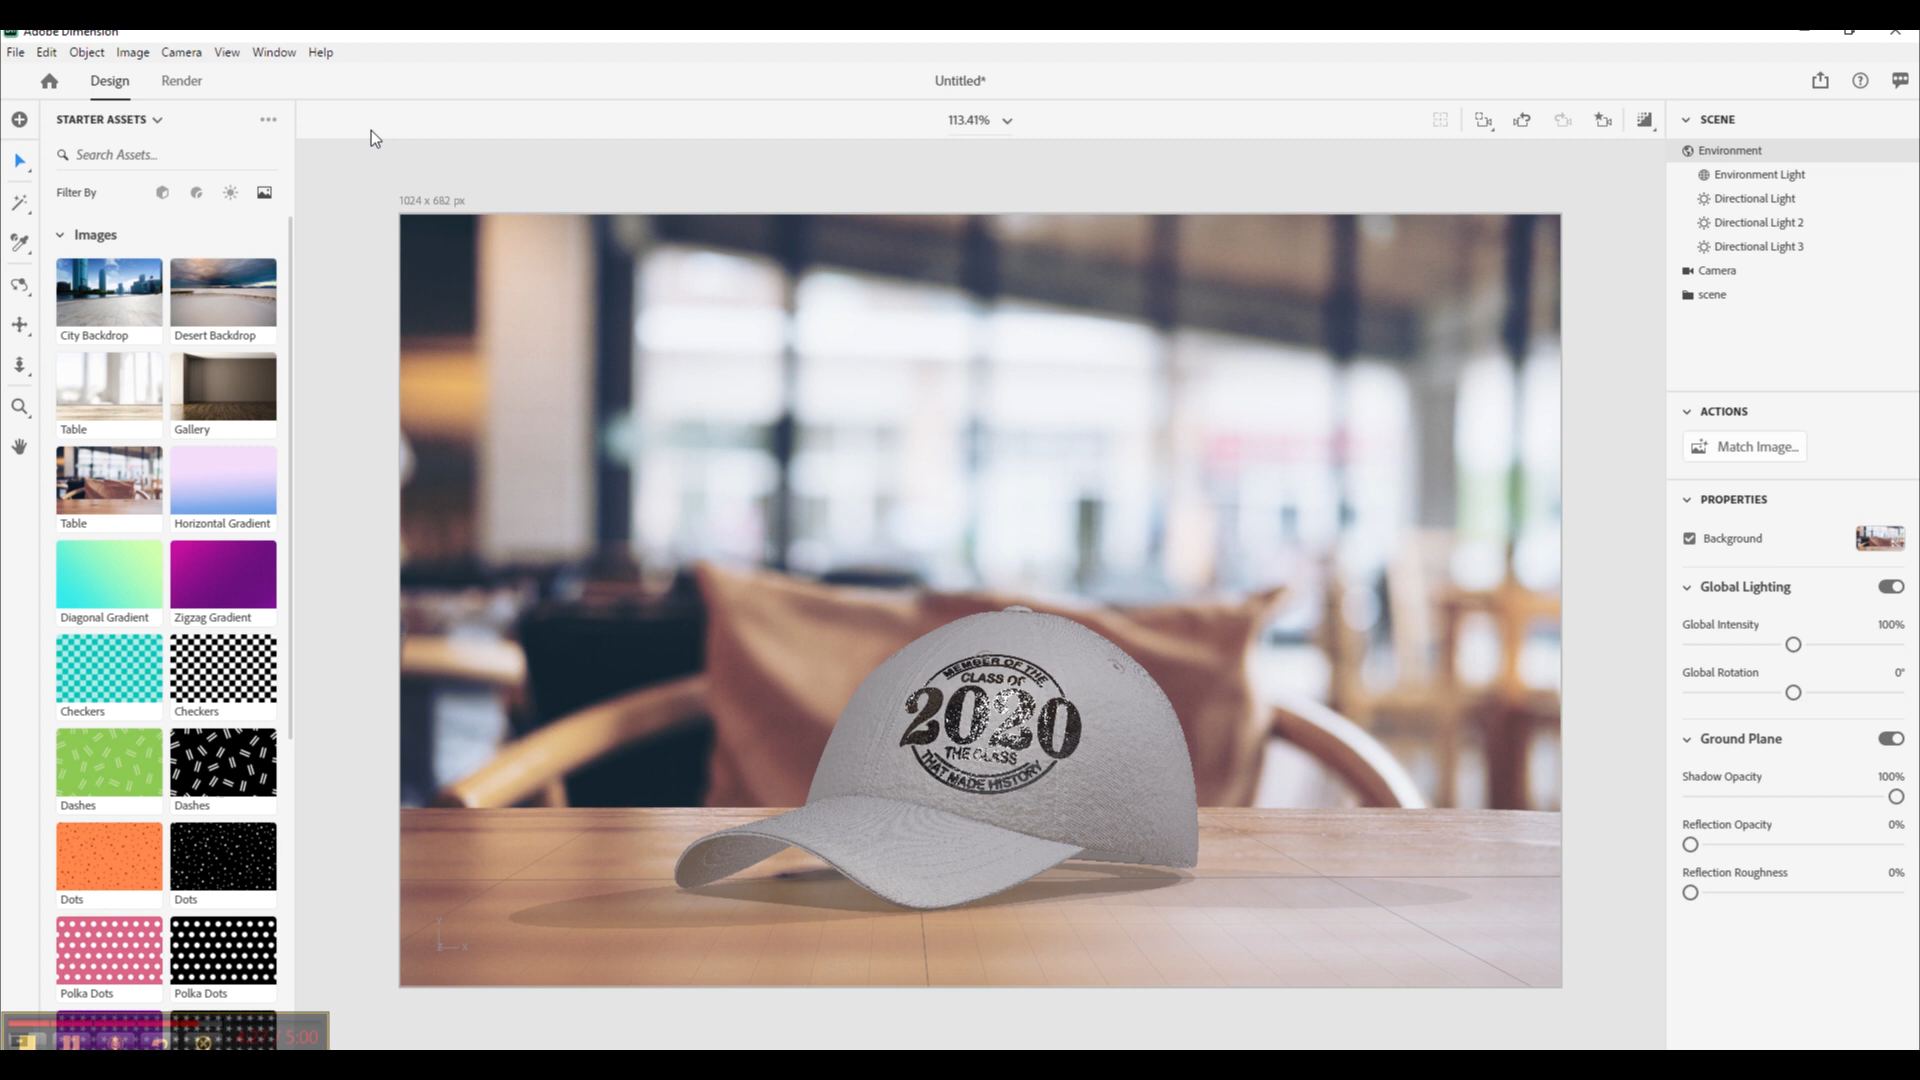 Adobe Dimension
File Edit Object Image Camera View Window Help
Design Render
Untitled*
STARTER ASSETS
113.41%
Search Assets...
Filter By
Images
City Backdrop
Desert Backdrop
Table
Gallery
Table
Horizontal Gradient
Diagonal Gradient
Zigzag Gradient
Checkers
Checkers
Dashes
Dashes
Dots
Dots
Polka Dots
Polka Dots
1024 x 682 px
MEMBER OF THE
CLASS OF
2020
THE CLASS
THAT MADE HISTORY
Y
Z X
SCENE
Environment
Environment Light
Directional Light
Directional Light 2
Directional Light 3
Camera
scene
ACTIONS
Match Image...
PROPERTIES
Background
Global Lighting
Global Intensity 100%
Global Rotation 0°
Ground Plane
Shadow Opacity 100%
Reflection Opacity 0%
Reflection Roughness 0%
/ 5:00